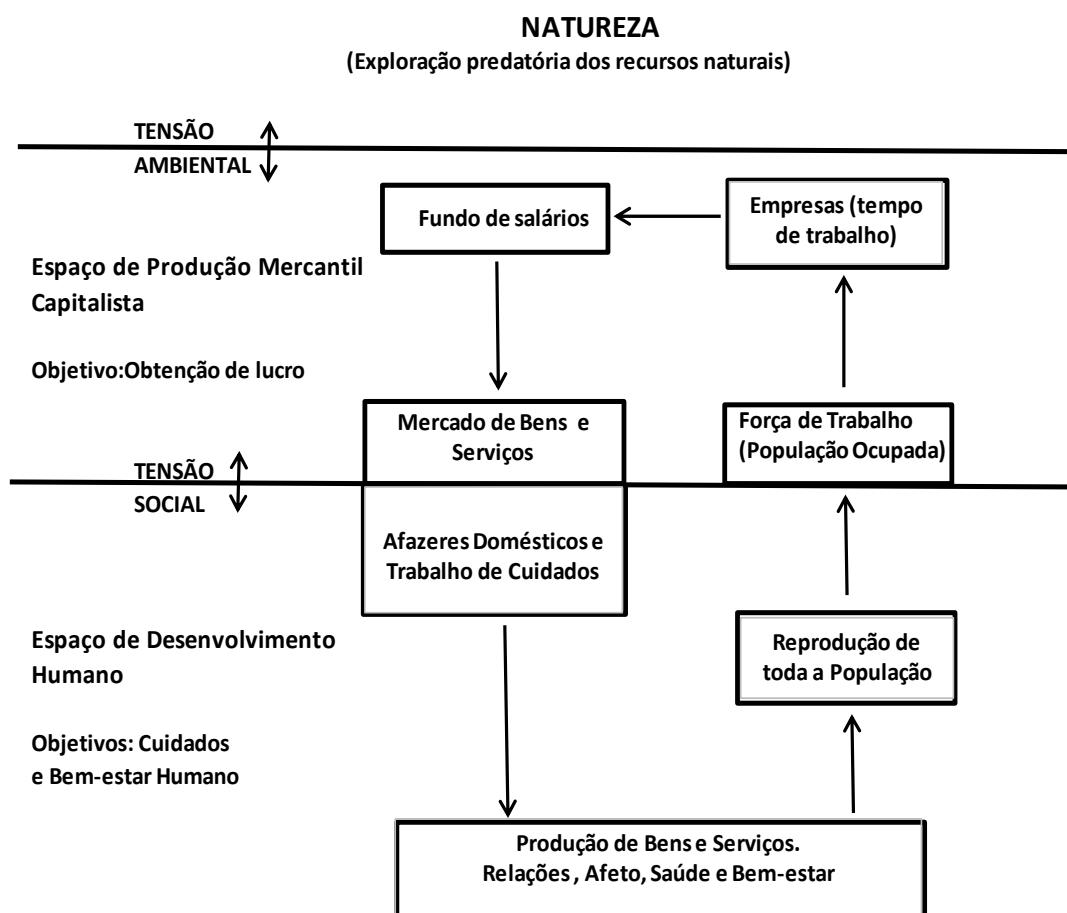 NATUREZA
(Exploração predatória dos recursos naturais)
TENSÃO
AMBIENTAL
Fundo de salários
Empresas (tempo
de trabalho)
Espaço de Produção Mercantil
Capitalista
Objetivo:Obtenção de lucro
Mercado de Bens e
Serviços
Força de Trabalho
(População Ocupada)
TENSÃO
SOCIAL
Afazeres Domésticos e
Trabalho de Cuidados
Espaço de Desenvolvimento
Humano
Reprodução de
toda a População
Objetivos: Cuidados
e Bem-estar Humano
Produção de Bens e Serviços.
Relações , Afeto, Saúde e Bem-estar